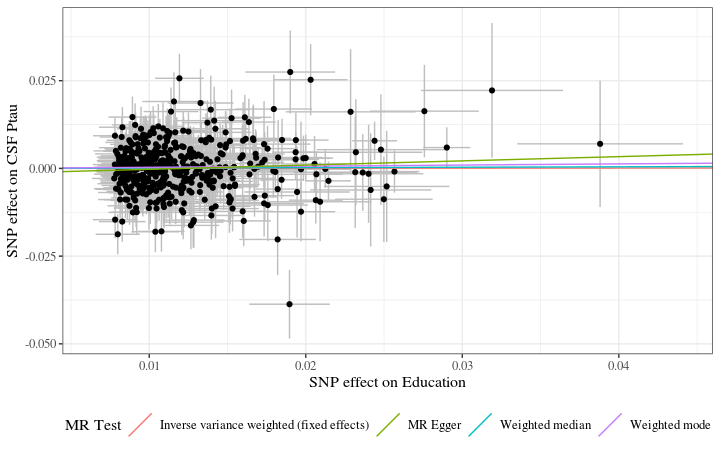 SNP effect on CSF Ptau
0.025
0.000
-0.025
-0.050
0.01
0.02
0.03
0.04
SNP effect on Education
MR Test
Inverse variance weighted (fixed effects)
MR Egger
Weighted median
Weighted mode